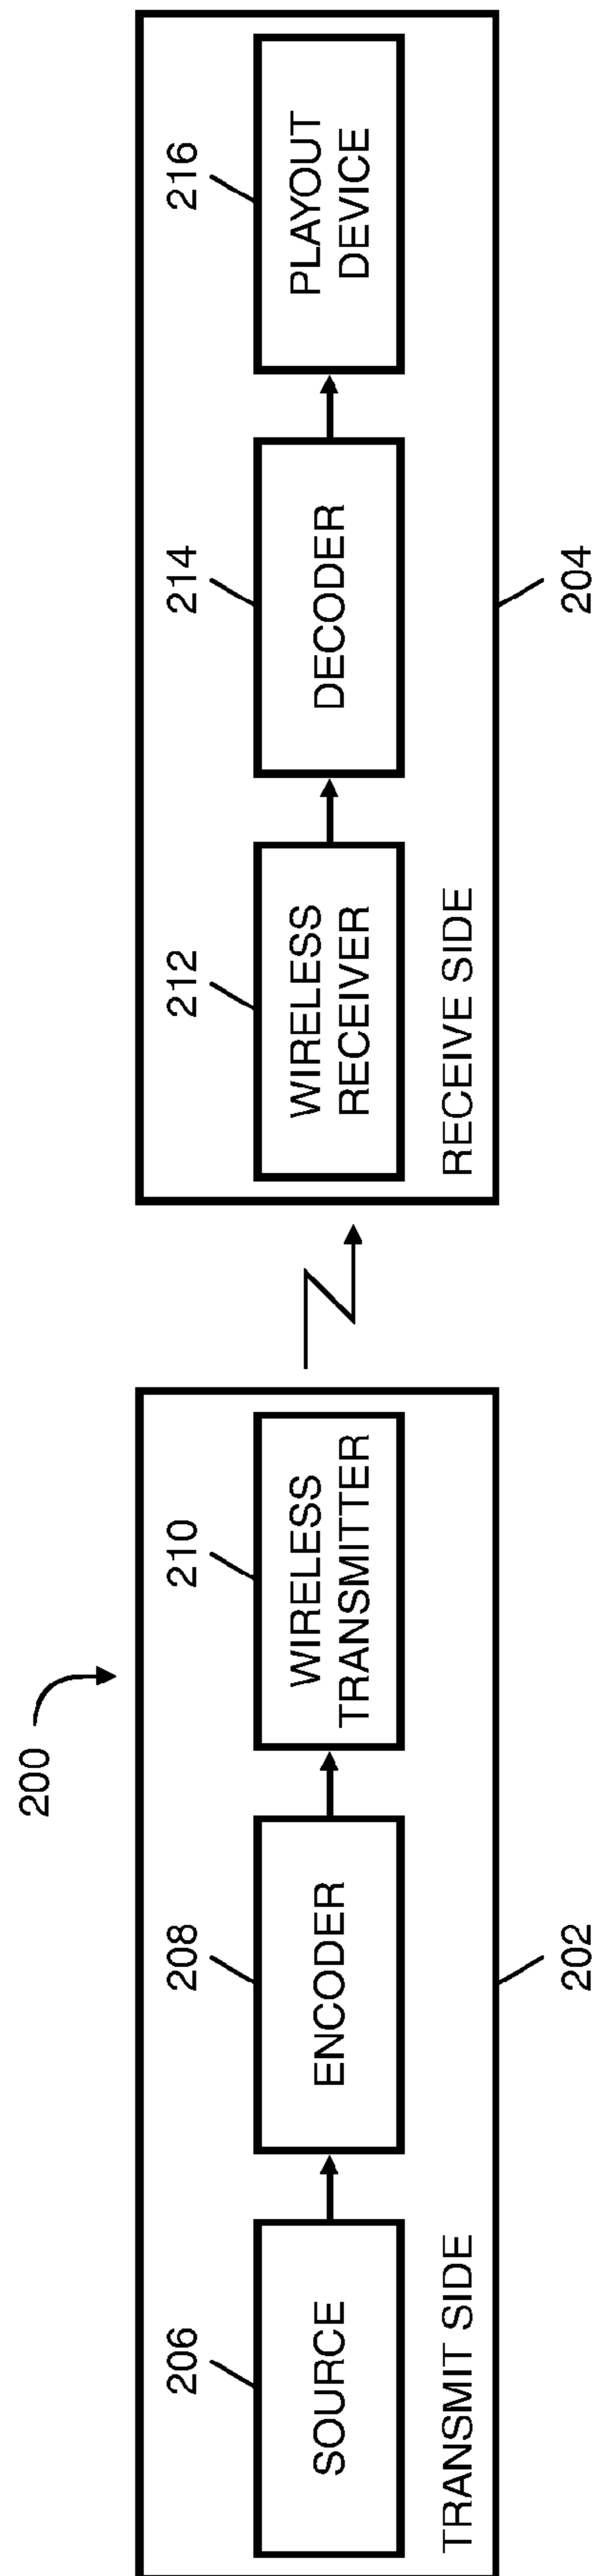 200
206
208
210
SOURCE
ENCODER
WIRELESS
TRANSMITTER
TRANSMIT SIDE
202
212
214
216
WIRELESS
RECEIVER
DECODER
PLAYOUT
DEVICE
RECEIVE SIDE
204